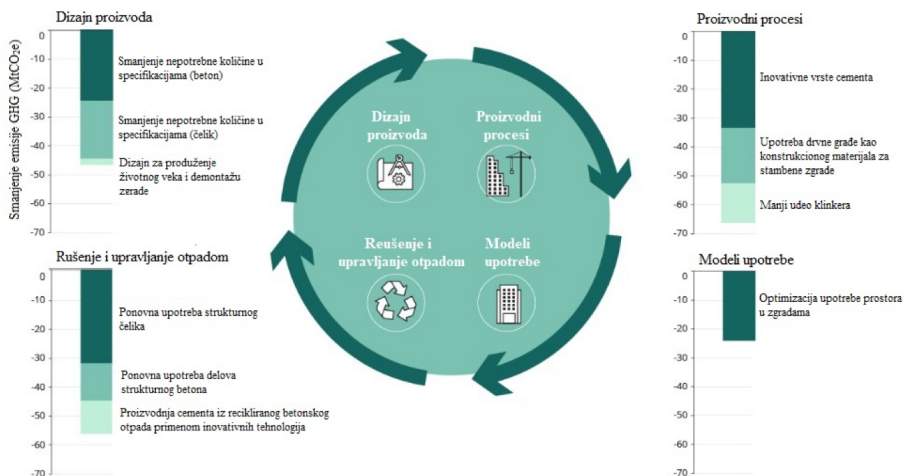 Dizajn proizvoda
Smanjenje emisije GHG (MtCO₂e)
0
-10
-20
-30
-40
-50
-60
-70
Smanjenje nepotrebne količine u
specifikacijama (beton)
Smanjenje nepotrebne količine u
specifikacijama (čelik)
Dizajn za produženje
životnog veka i demontažu
zgrade
Rušenje i upravljanje otpadom
0
-10
-20
-30
-40
-50
-60
-70
Ponovna upotreba strukturnog
čelika
Ponovna upotreba delova
strukturnog betona
Proizvodnja cementa iz recikliranog betonskog
otpada primenom inovativnih tehnologija
Dizajn
proizvoda
Proizvodni
procesi
Reušenje i
upravljanje otpadom
Modeli
upotrebe
Proizvodni procesi
0
-10
-20
-30
-40
-50
-60
-70
Inovativne vrste cementa
Upotreba drvne građe kao
konstrukcionog materijala za
stambene zgrade
Manji udeo klinkera
Modeli upotrebe
0
-10
-20
-30
-40
-50
-60
-70
Optimizacija upotrebe prostora
u zgradama